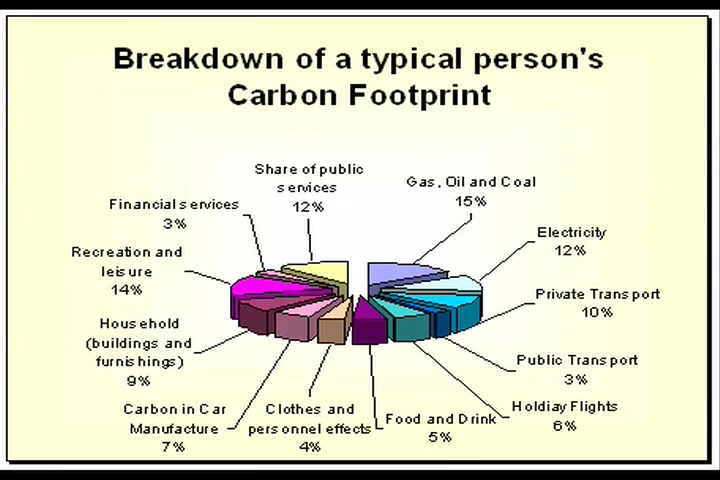 Breakdown of a typical person's
Carbon Footprint
Share of public
services
12%
Gas, Oil and Coal
15%
Financial services
3%
Electricity
12%
Recreation and
leisure
14%
Private Transport
10%
Household
(buildings and
furnishings)
9%
Public Transport
3%
Carbon in Car
Manufacture
7%
Clothes and
personnel effects
4%
Food and Drink
5%
Holdiay Flights
6%